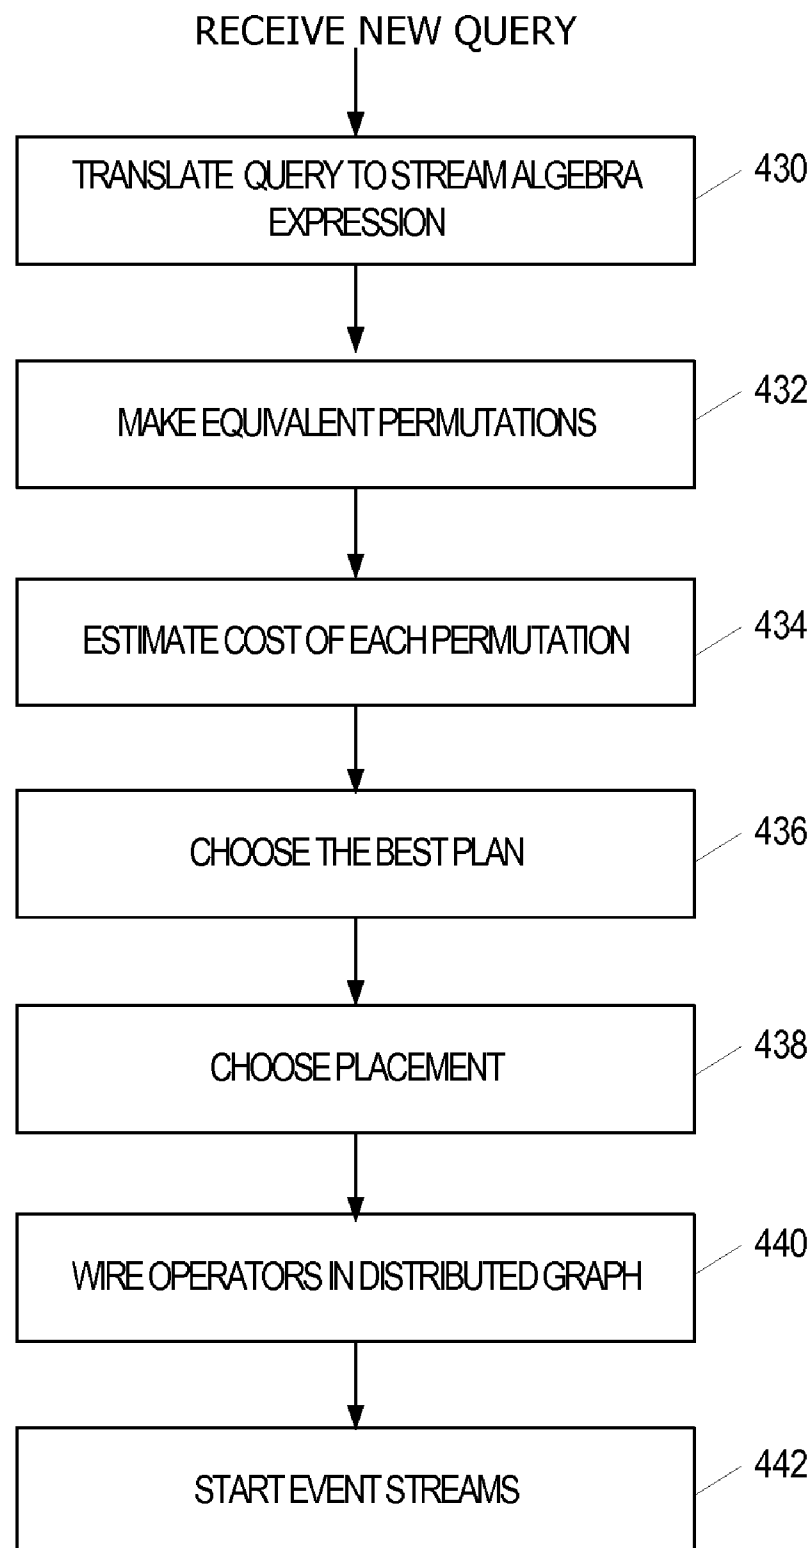 RECEIVE NEW QUERY
TRANSLATE QUERY TO STREAM ALGEBRA
EXPRESSION
430
MAKE EQUIVALENT PERMUTATIONS
432
ESTIMATE COST OF EACH PERMUTATION
434
CHOOSE THE BEST PLAN
436
CHOOSE PLACEMENT
438
WIRE OPERATORS IN DISTRIBUTED GRAPH
440
START EVENT STREAMS
442